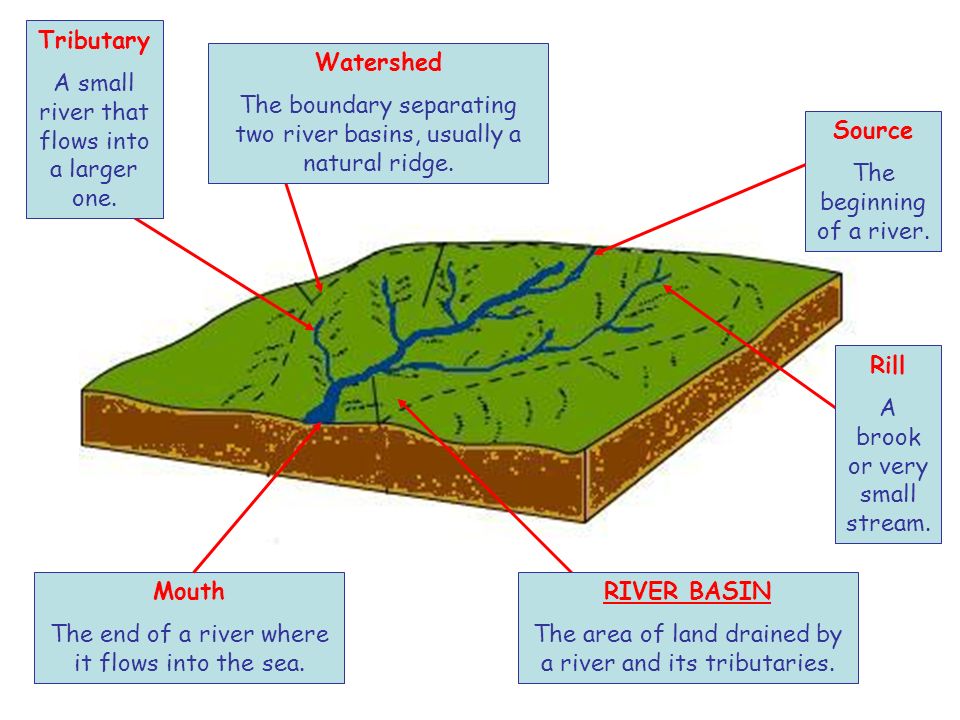 Tributary
A small
river that
flows into
a larger
one.
Watershed
The boundary separating
two river basins, usually a
natural ridge.
Source
The
beginning
of a river.
Rill
A
brook
or very
small
stream.
Mouth
The end of a river where
it flows into the sea.
RIVER BASIN
The area of land drained by
a river and its tributaries.